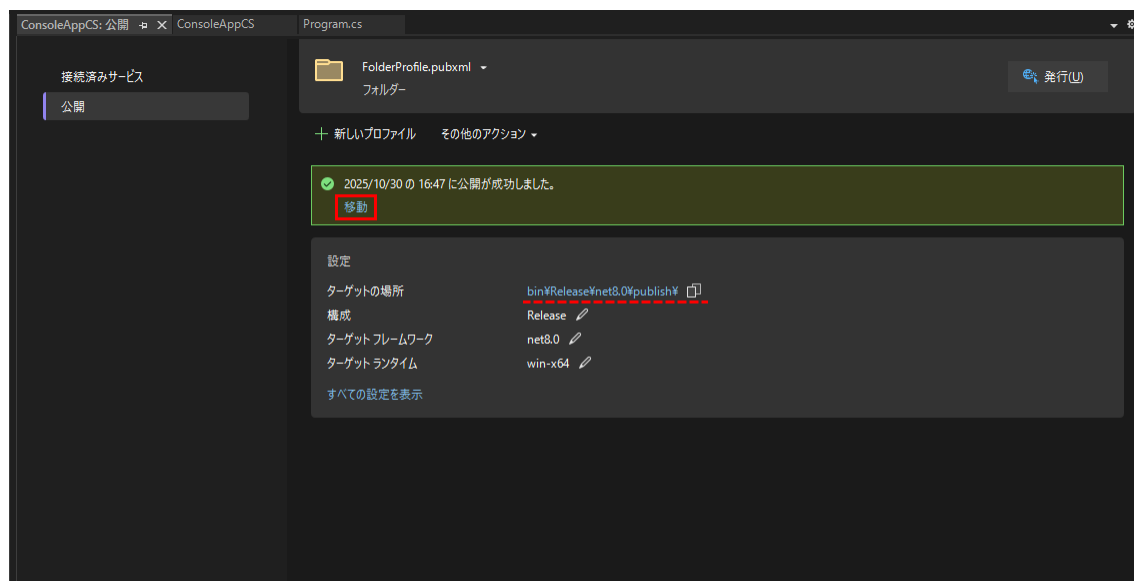 ConsoleAppCS: 公開 ConsoleAppCS Program.cs
接続済みサービス
公開
FolderProfile.pubxml
フォルダー
発行(U)
新しいプロファイル その他のアクション
2025/10/30 の 16:47 に公開が成功しました。
移動
設定
ターゲットの場所 bin¥Release¥net8.0¥publish¥
構成 Release
ターゲット フレームワーク net8.0
ターゲット ランタイム win-x64
すべての設定を表示